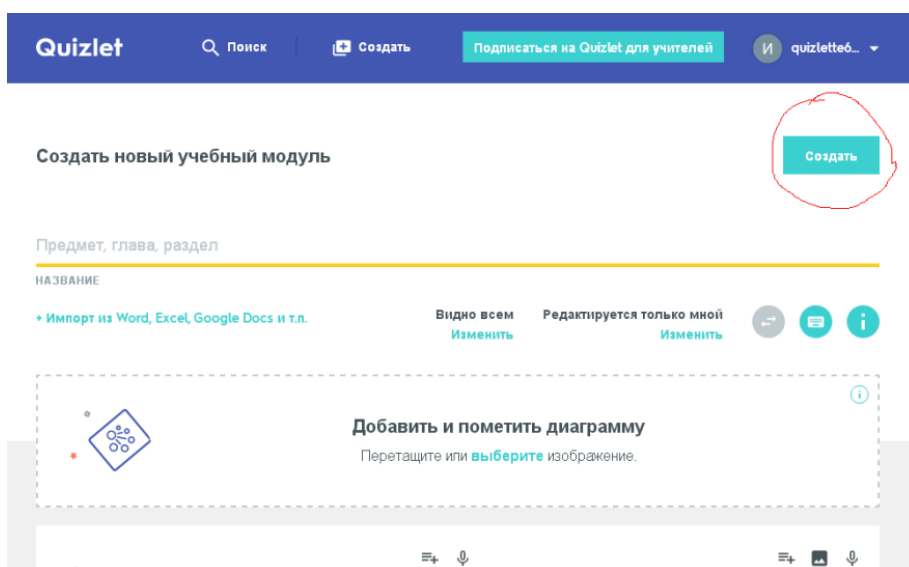 Quizlet
Поиск
Создать
Подписаться на Quizlet для учителей
И
quizlette6...
Создать новый учебный модуль
Создать
Предмет, глава, раздел
НАЗВАНИЕ
+ Импорт из Word, Excel, Google Docs и т.п.
Видно всем
Изменить
Редактируется только мной
Изменить
Добавить и пометить диаграмму
Перетащите или выберите изображение.